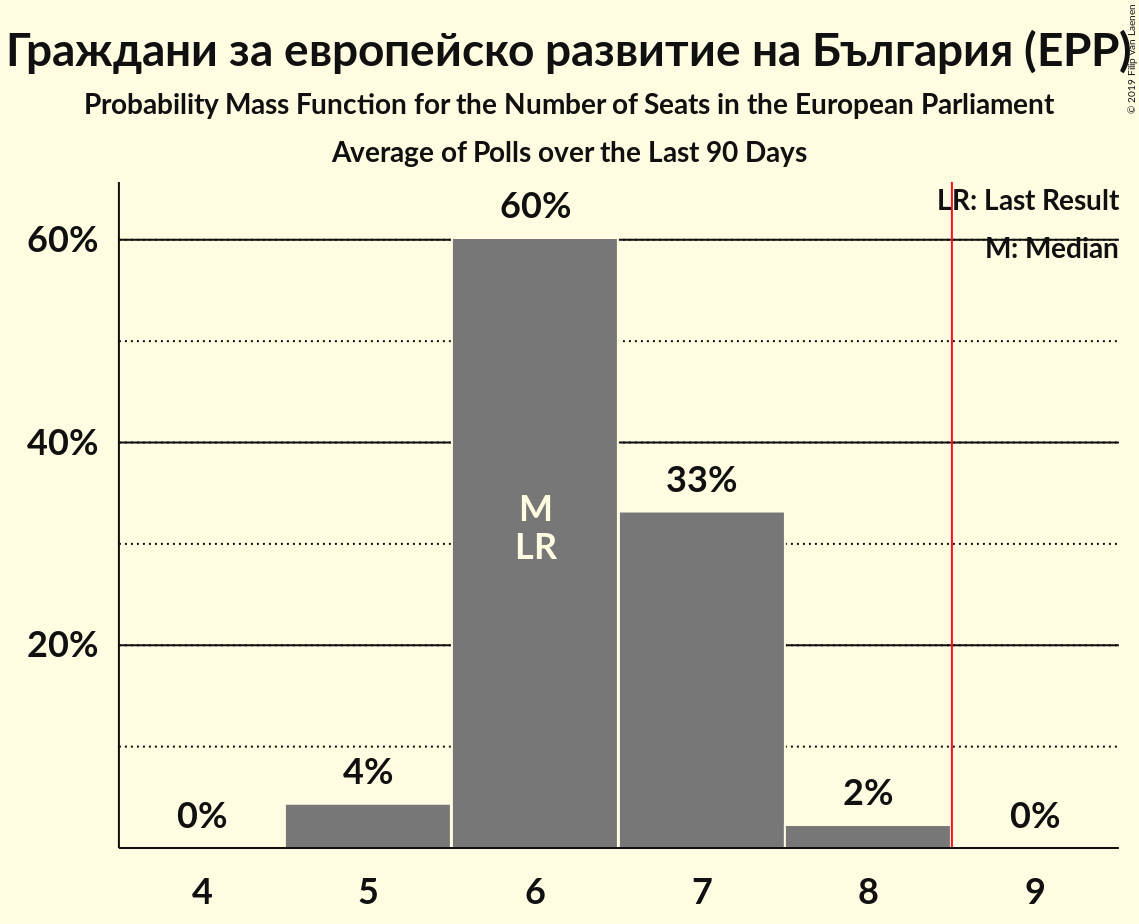 Граждани за европейско развитие на България (EPP)
Probability Mass Function for the Number of Seats in the European Parliament
Average of Polls over the Last 90 Days
© 2019 Filip van Laenen
LR: Last Result
M: Median
60%
40%
20%
0%
4%
60%
M
LR
33%
2%
0%
4
5
6
7
8
9